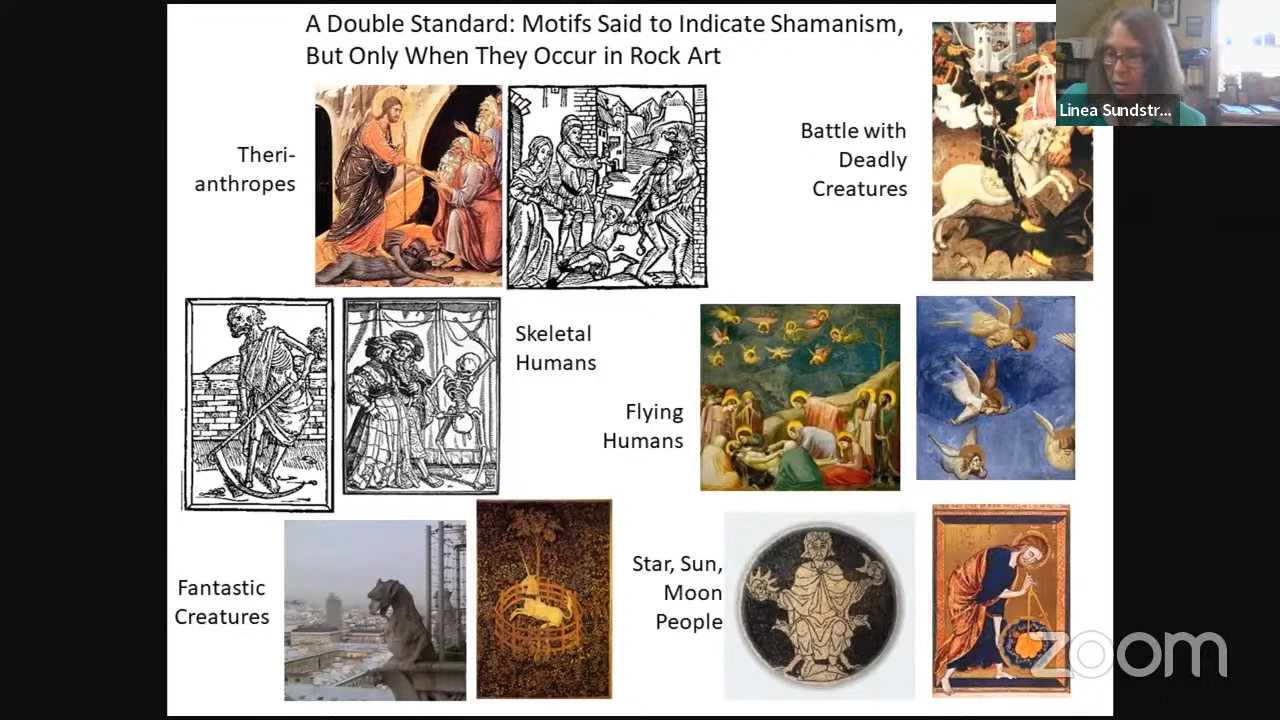 A Double Standard: Motifs Said to Indicate Shamanism,
But Only When They Occur in Rock Art
Linea Sundstr...
Theri-
anthropes
Battle with
Deadly
Creatures
Skeletal
Humans
Flying
Humans
Fantastic
Creatures
Star, Sun,
Moon
People
zoom